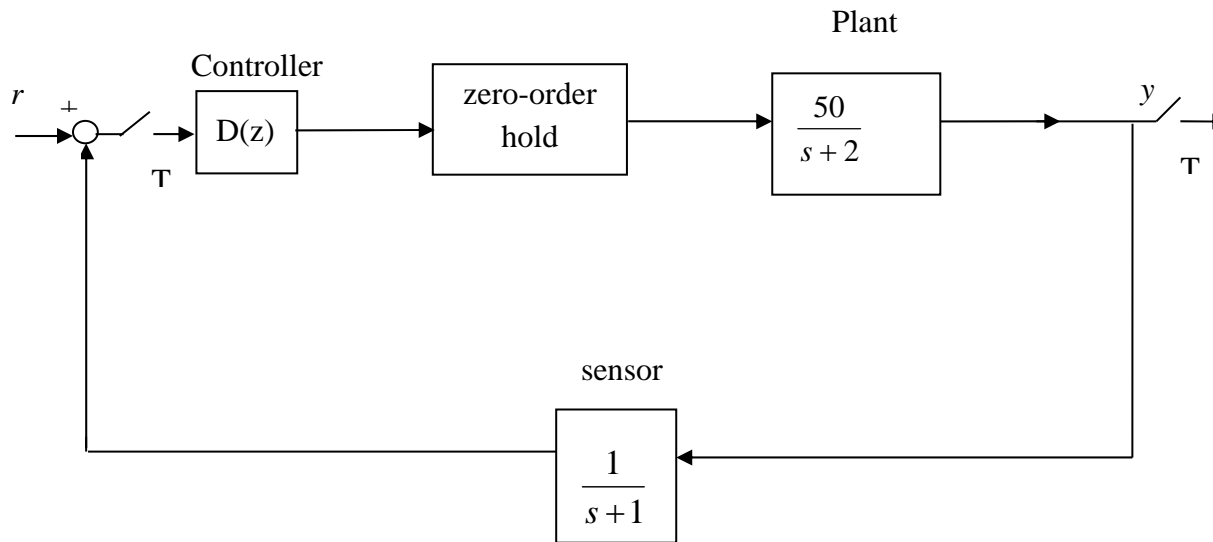 Plant
Controller
r
+
T
D(z)
zero-order
hold
50
s + 2
y
T
sensor
1
s + 1